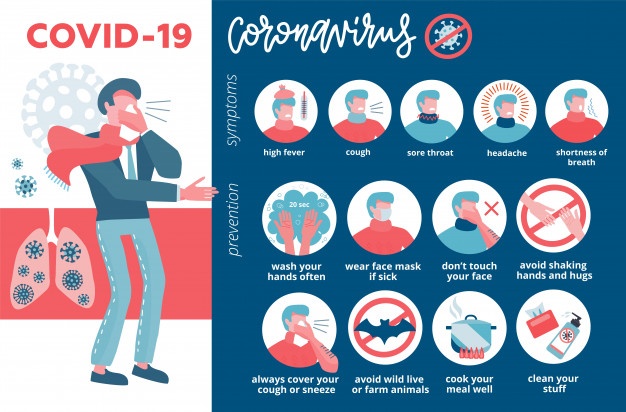 COVID-19
Coronavirus
symptoms
high fever
cough
sore throat
headache
shortness of
breath
prevention
20 sec
wash your
hands often
wear face mask
if sick
don't touch
your face
avoid shaking
hands and hugs
always cover your
cough or sneeze
avoid wild live
or farm animals
cook your
meal well
clean your
stuff